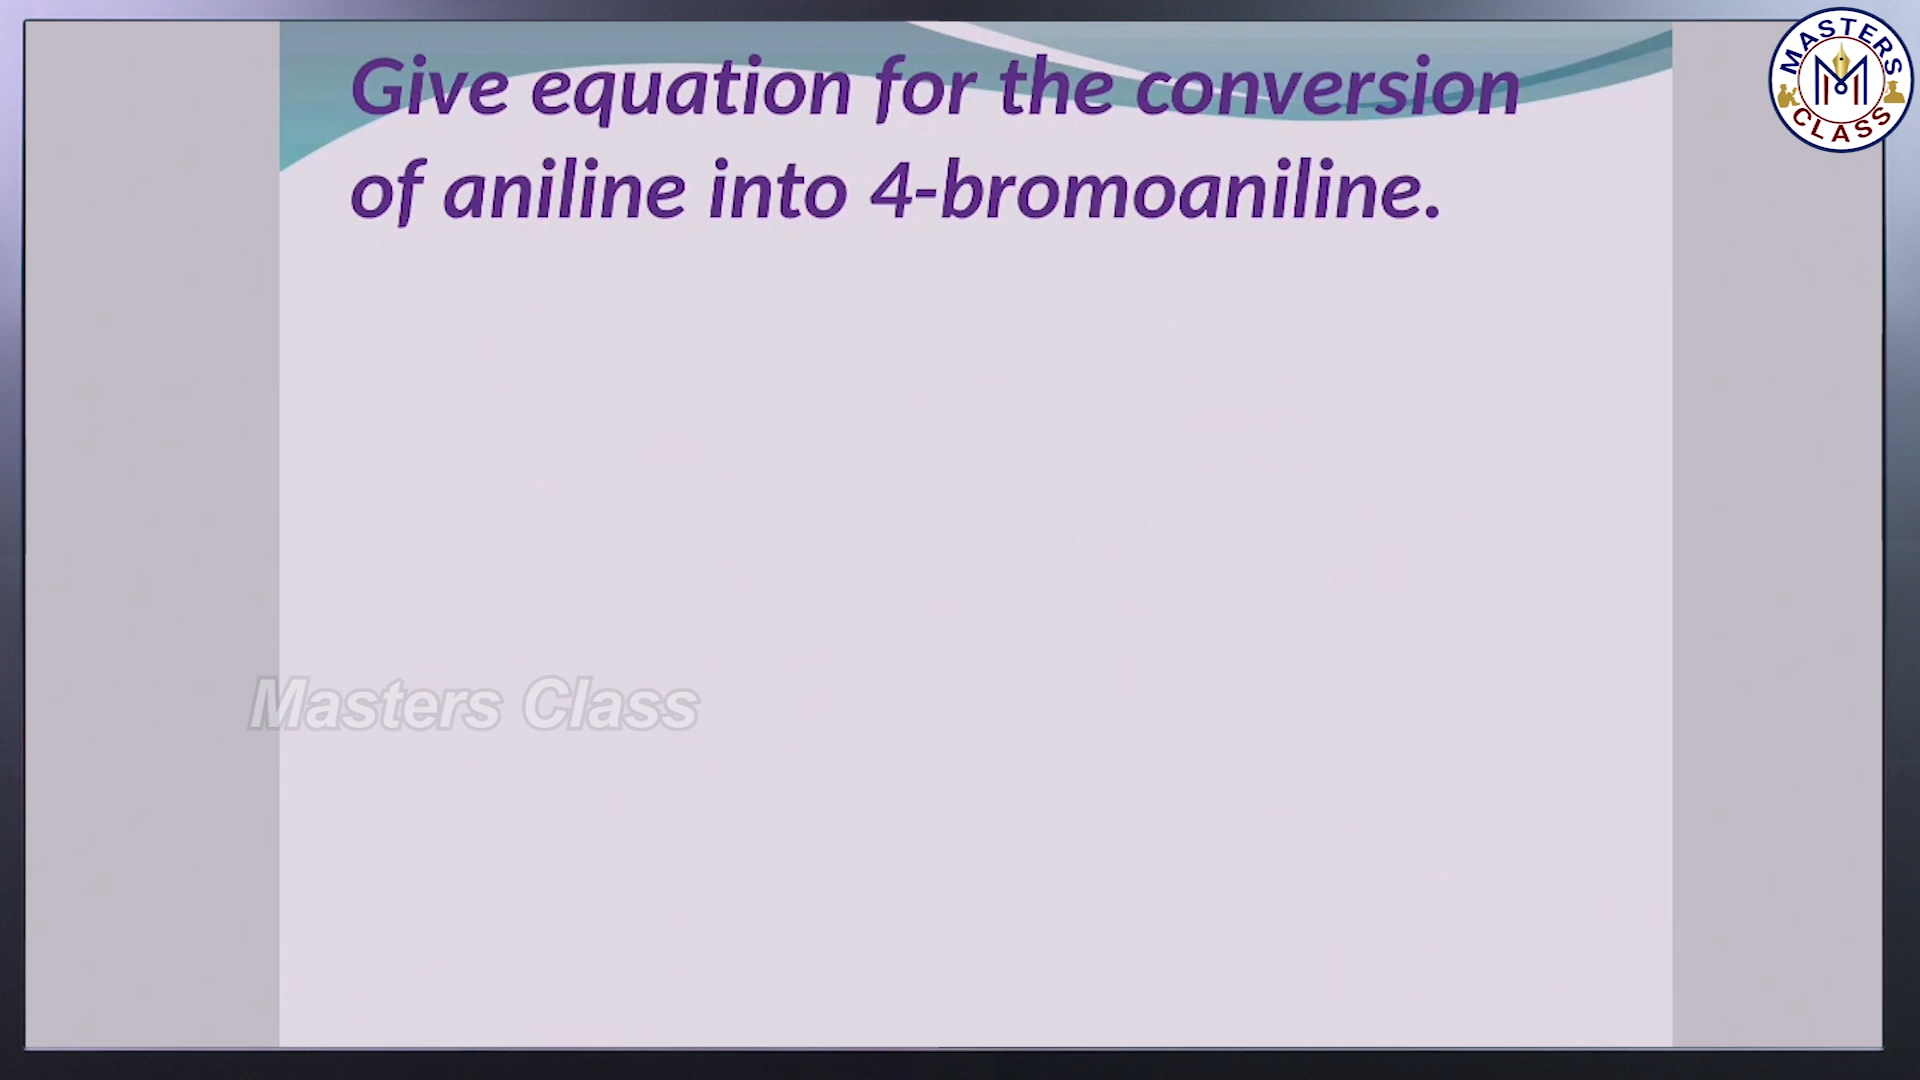 Give equation for the conversion
of aniline into 4-bromoaniline.
MASTERS
M
CLASS
Masters Class